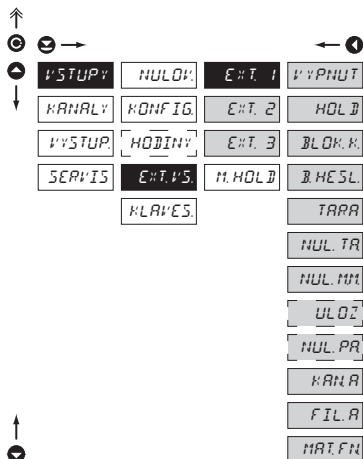 VSTUPY NULOV. EXT. 1 VYPNUT
KANALY KONFIG. EXT. 2 HOLD
VYSTUP. HODINY EXT. 3 BLOK. K.
SERVIS EXT.VS. M. HOLD B. HESL.
KLAVES. TARA
NUL. TA.
NUL. MM.
ULOZ
NUL. PA.
KAN. A
FIL. A
MAT. FN.